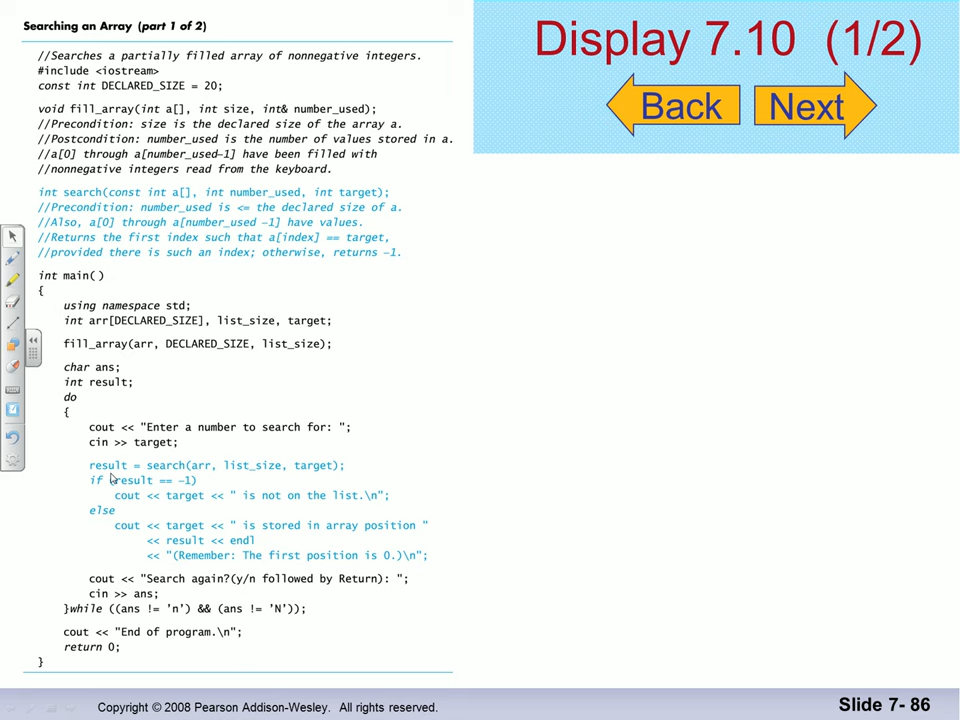 Searching an Array (part 1 of 2)
//Searches a partially filled array of nonnegative integers.
#include <iostream>
const int DECLARED_SIZE = 20;
void fill_array(int a[], int size, int& number_used);
//Precondition: size is the declared size of the array a.
//Postcondition: number_used is the number of values stored in a.
//a[0] through a[number_used–1] have been filled with
//nonnegative integers read from the keyboard.
int search(const int a[], int number_used, int target);
//Precondition: number_used is <= the declared size of a.
//Also, a[0] through a[number_used –1] have values.
//Returns the first index such that a[index] == target,
//provided there is such an index; otherwise, returns –1.
int main( )
{
using namespace std;
int arr[DECLARED_SIZE], list_size, target;
fill_array(arr, DECLARED_SIZE, list_size);
char ans;
int result;
do
{
cout << "Enter a number to search for: ";
cin >> target;
result = search(arr, list_size, target);
if (result == –1)
cout << target << " is not on the list.\n";
else
cout << target << " is stored in array position "
<< result << endl
<< "(Remember: The first position is 0.)\n";
cout << "Search again?(y/n followed by Return): ";
cin >> ans;
}while ((ans != ’n’) && (ans != ’N’));
cout << "End of program.\n";
return 0;
}
Display 7.10 (1/2)
Back Next
Copyright © 2008 Pearson Addison-Wesley. All rights reserved.
Slide 7- 86